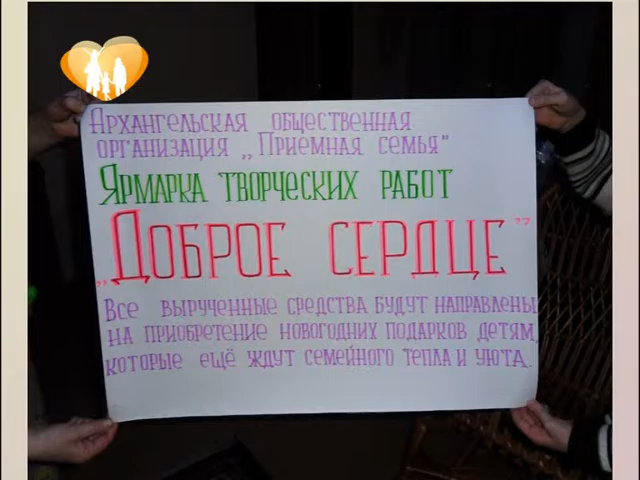 Архангельская общественная
организация „Приемная семья"
Ярмарка творческих работ
„Доброе сердце"
Все вырученные средства будут направлены
на приобретение новогодних подарков детям,
которые ещё ждут семейного тепла и уюта.